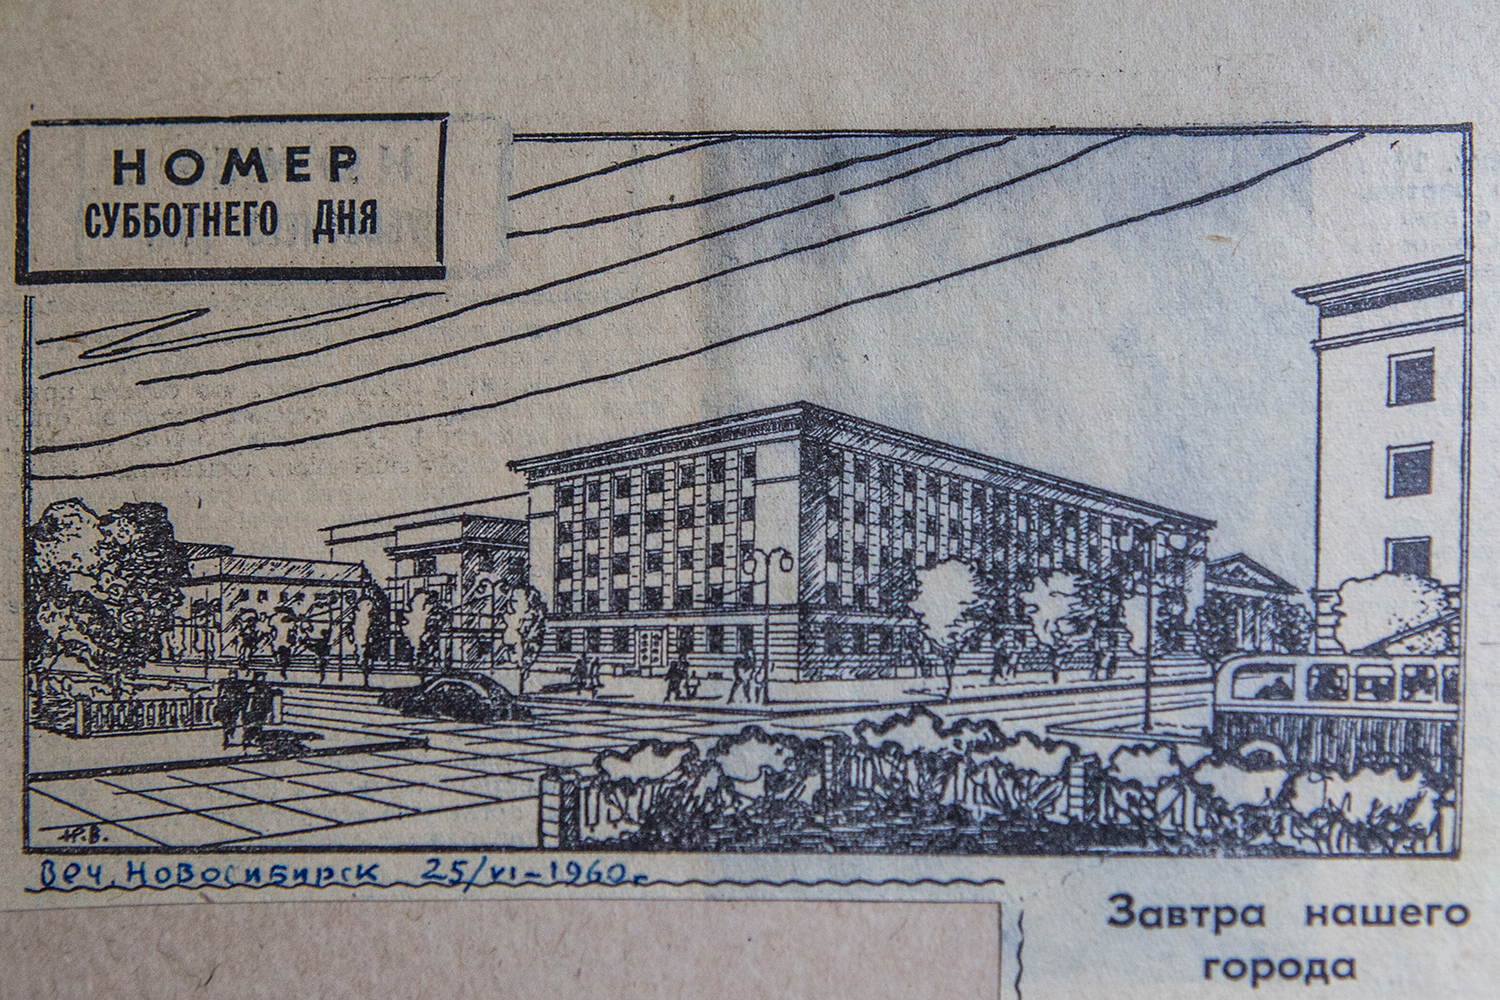 НОМЕР
СУББОТНЕГО ДНЯ
Н.В.
Веч. Новосибирск 25/VI-1960г.
Завтра нашего
города